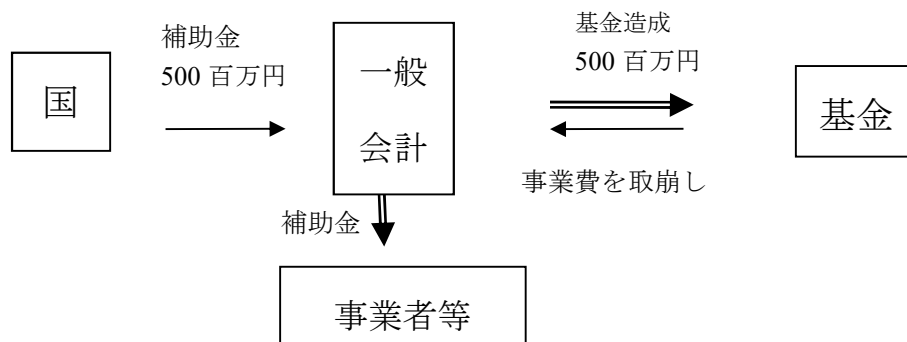 国
補助金
500 百万円
一般
会計
基金造成
500 百万円
基金
事業費を取崩し
補助金
事業者等